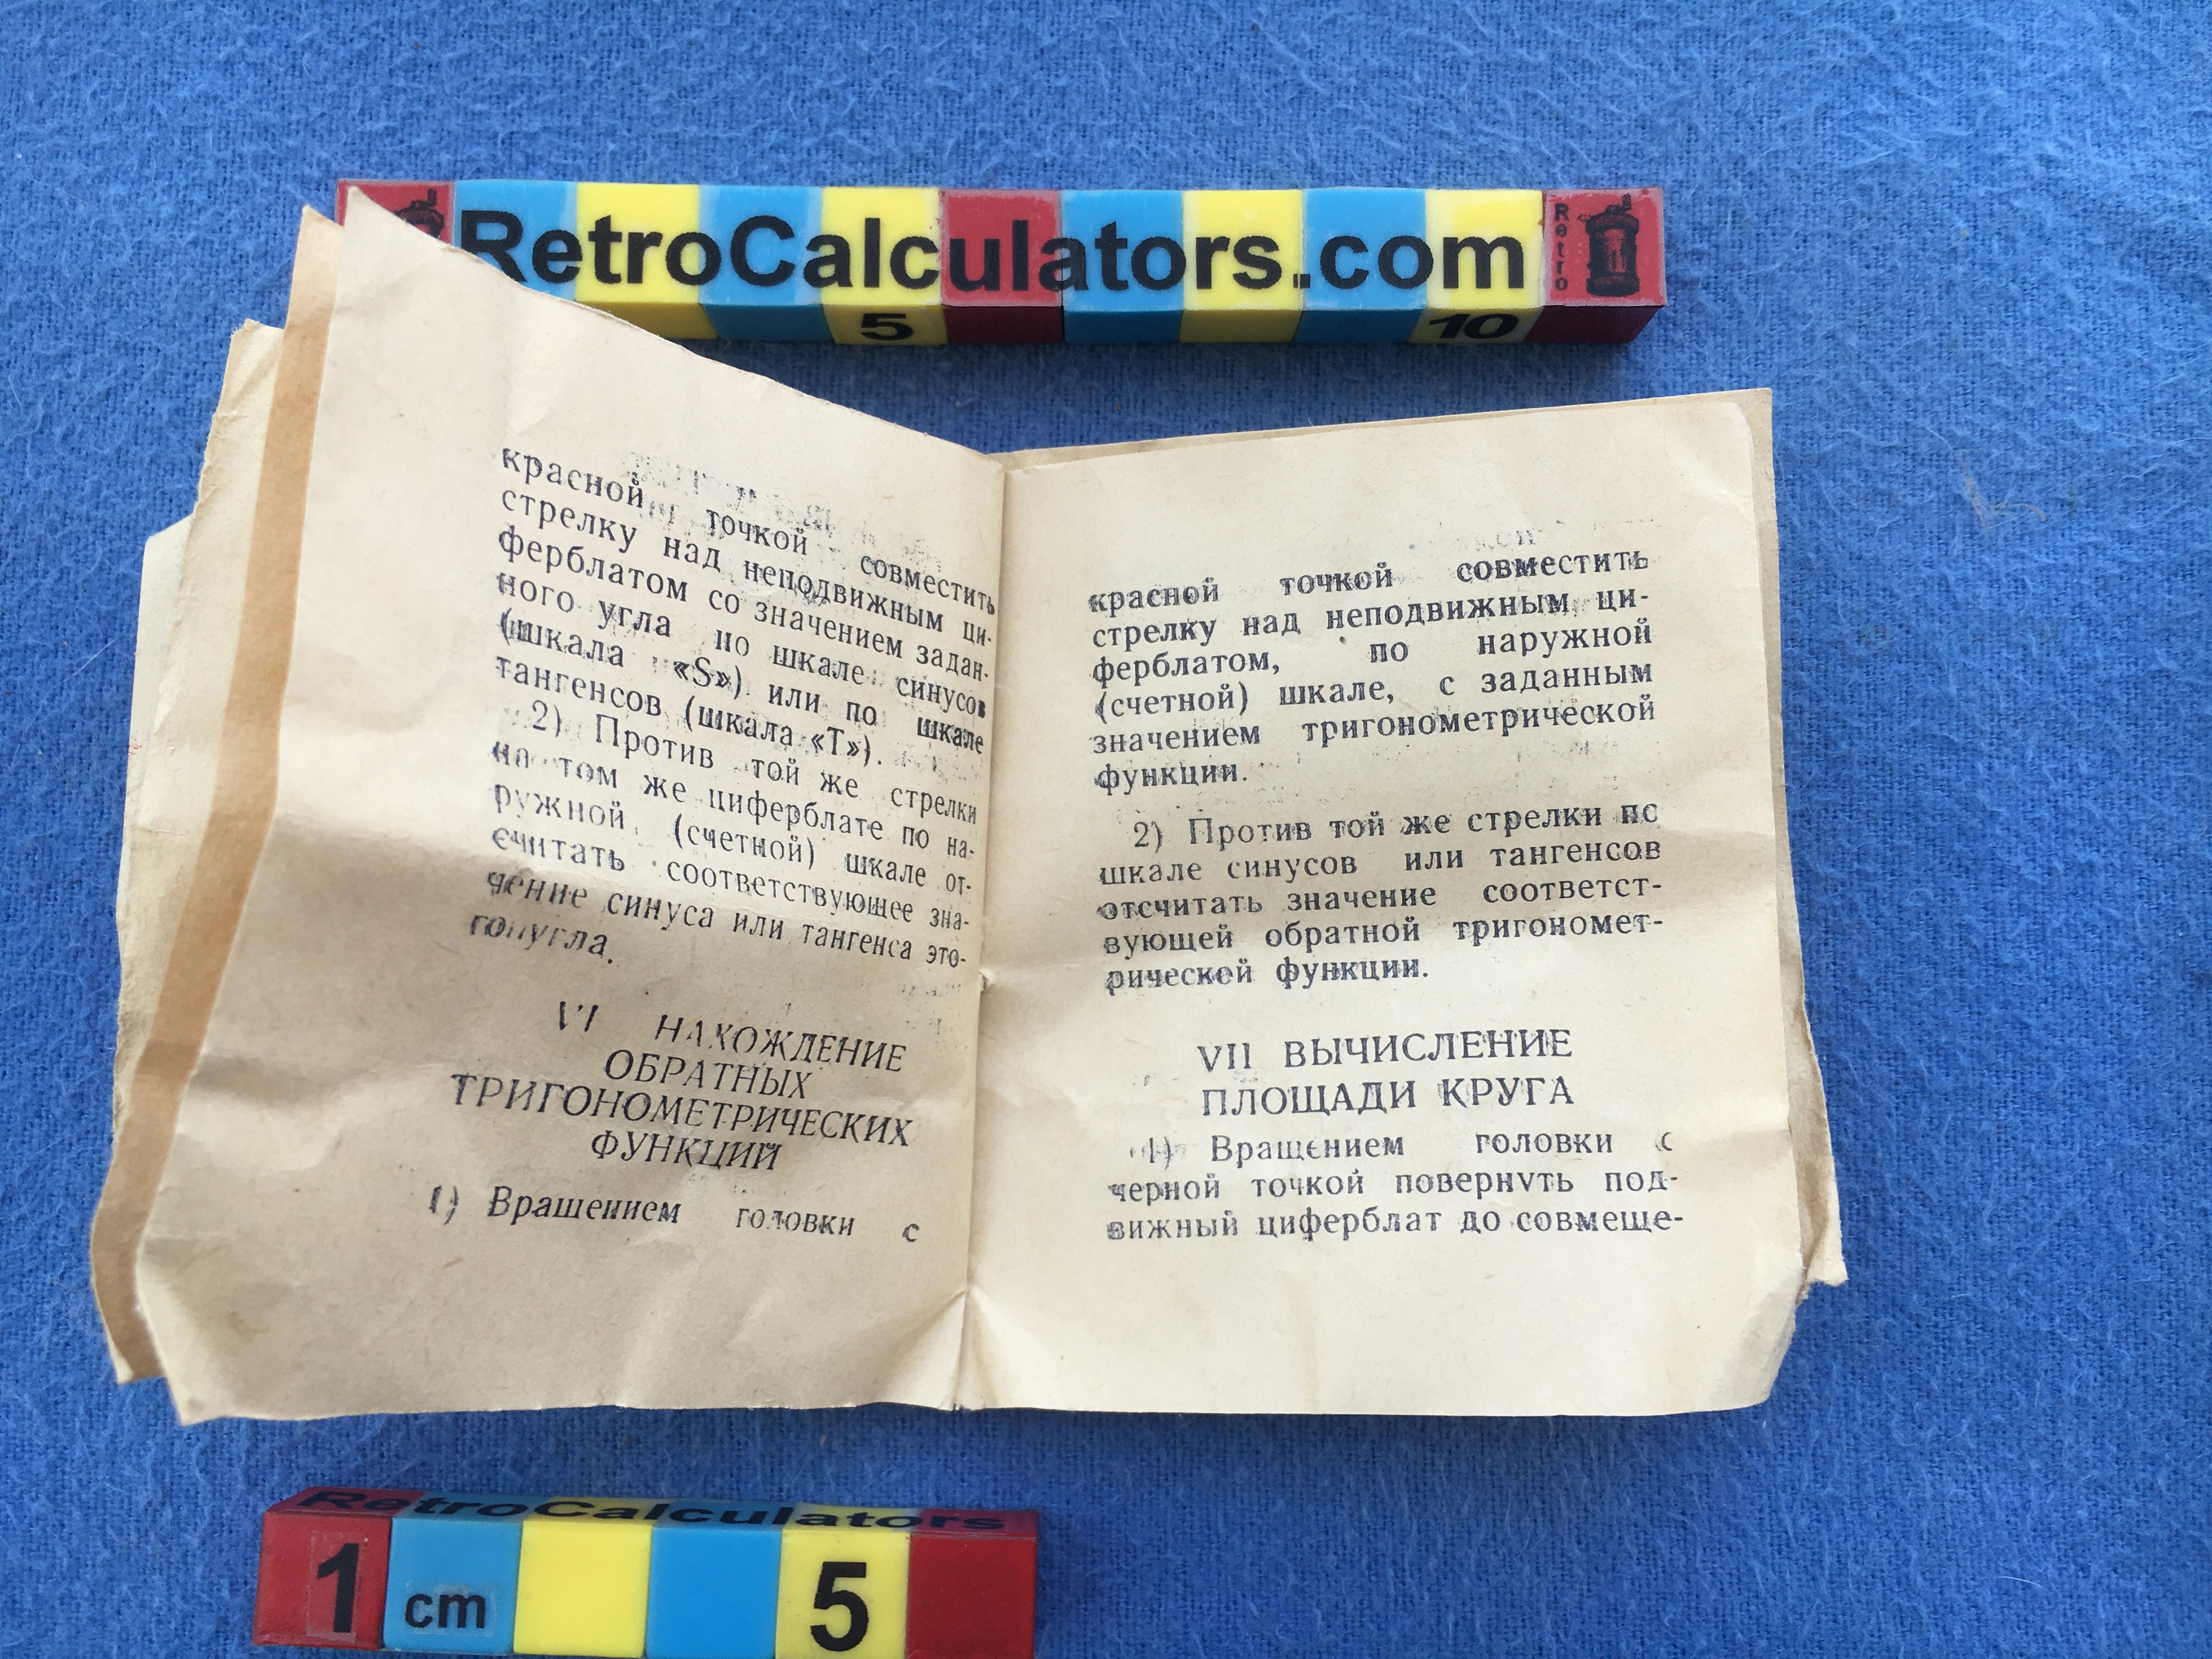 RetroCalculators.com
Retro
5
10
красной точкой совместить
стрелку над неподвижным ци-
ферблатом со значением задан-
ного угла по шкале синусов
(шкала «S») или по шкале
тангенсов (шкала «Т»).
2) Против той же стрелки
на том же циферблате по на-
ружной (счетной) шкале от-
считать соответствующее зна-
чение синуса или тангенса это-
го угла.
VI НАХОЖДЕНИЕ
ОБРАТНЫХ
ТРИГОНОМЕТРИЧЕСКИХ
ФУНКЦИЙ
1) Вращением головки с
красной точкой совместить
стрелку над неподвижным ци-
ферблатом, по наружной
(счетной) шкале, с заданным
значением тригонометрической
функции.
2) Против той же стрелки по
шкале синусов или тангенсов
отсчитать значение соответст-
вующей обратной тригономет-
рической функции.
VII ВЫЧИСЛЕНИЕ
ПЛОЩАДИ КРУГА
1) Вращением головки с
черной точкой повернуть под-
вижный циферблат до совмеще-
RetroCalculators
1 cm 5